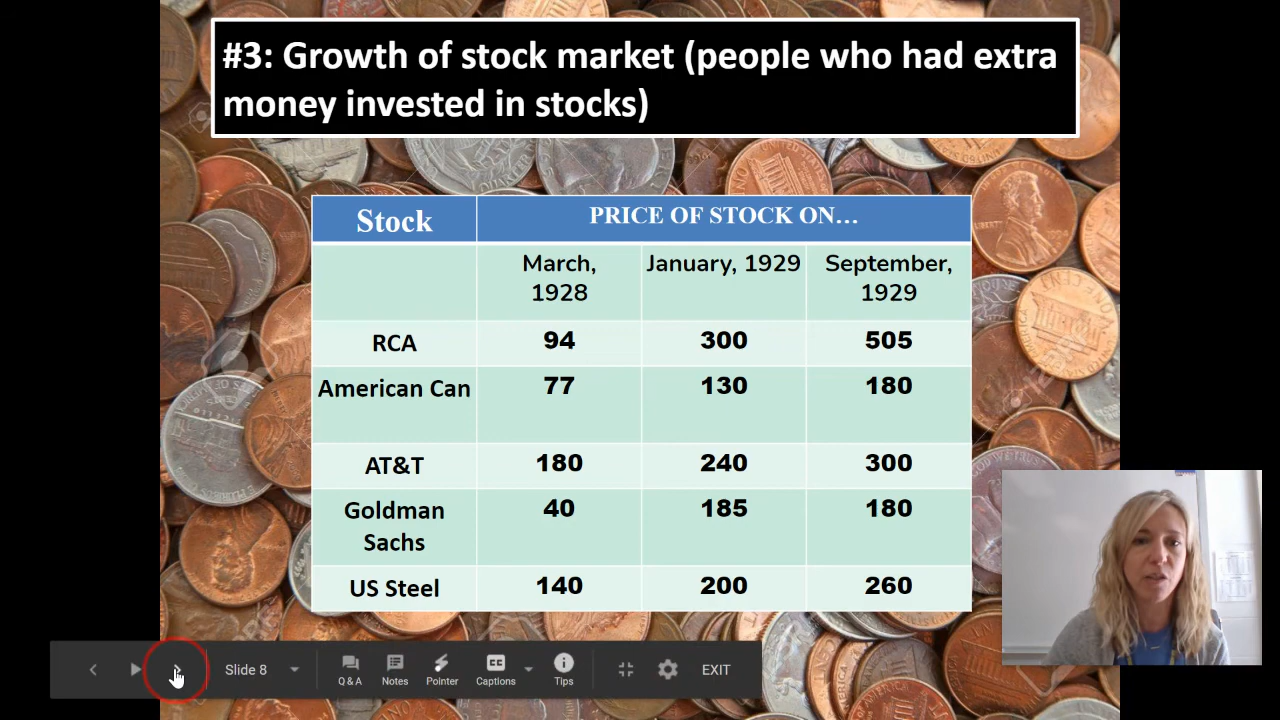 #3: Growth of stock market (people who had extra
money invested in stocks)
Stock
PRICE OF STOCK ON...
March,
1928
January, 1929
September,
1929
RCA
94
300
505
American Can
77
130
180
AT&T
180
240
300
Goldman
Sachs
40
185
180
US Steel
140
200
260
Slide 8
Q & A
Notes
Pointer
CC
Captions
Tips
EXIT